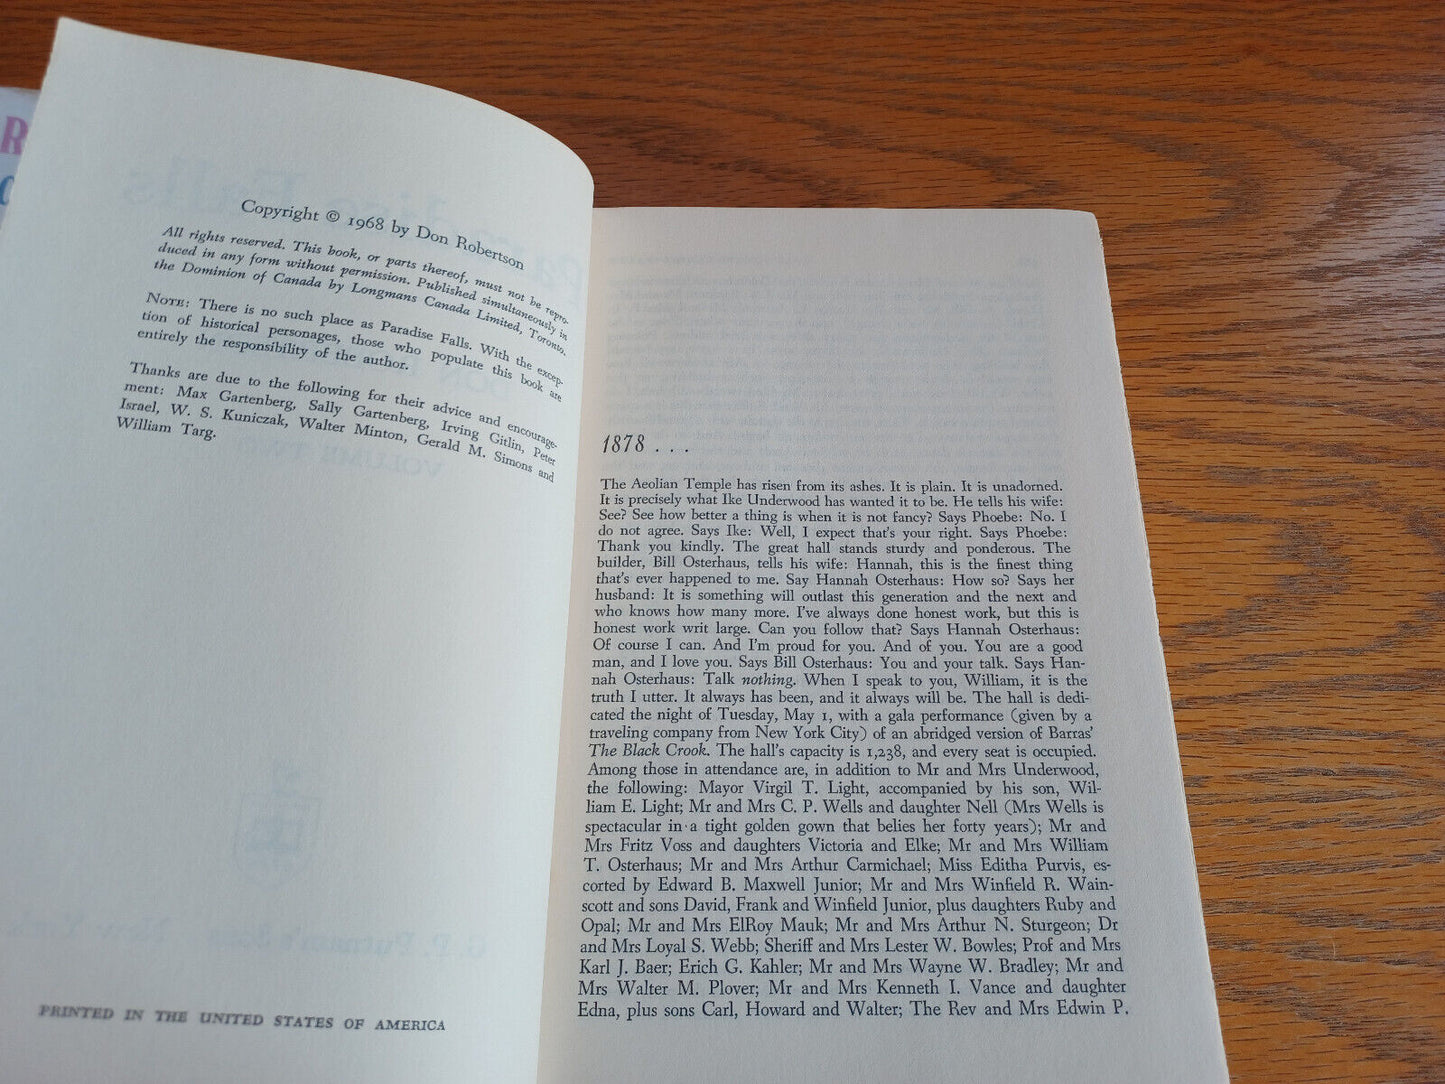 R
Copyright © 1968 by Don Robertson
All rights reserved. This book, or parts thereof, must not be repro-
duced in any form without permission. Published simultaneously in
the Dominion of Canada by Longmans Canada Limited, Toronto.
NOTE: There is no such place as Paradise Falls. With the excep-
tion of historical personages, those who populate this book are
entirely the responsibility of the author.
Thanks are due to the following for their advice and encourage-
ment: Max Gartenberg, Sally Gartenberg, Irving Gitlin, Peter
Israel, W. S. Kuniczak, Walter Minton, Gerald M. Simons and
William Targ.
PRINTED IN THE UNITED STATES OF AMERICA
1878 . . .
The Aeolian Temple has risen from its ashes. It is plain. It is unadorned.
It is precisely what Ike Underwood has wanted it to be. He tells his wife:
See? See how better a thing is when it is not fancy? Says Phoebe: No. I
do not agree. Says Ike: Well, I expect that's your right. Says Phoebe:
Thank you kindly. The great hall stands sturdy and ponderous. The
builder, Bill Osterhaus, tells his wife: Hannah, this is the finest thing
that's ever happened to me. Say Hannah Osterhaus: How so? Says her
husband: It is something will outlast this generation and the next and
who knows how many more. I've always done honest work, but this is
honest work writ large. Can you follow that? Says Hannah Osterhaus:
Of course I can. And I'm proud for you. And of you. You are a good
man, and I love you. Says Bill Osterhaus: You and your talk. Says Han-
nah Osterhaus: Talk nothing. When I speak to you, William, it is the
truth I utter. It always has been, and it always will be. The hall is dedi-
cated the night of Tuesday, May 1, with a gala performance (given by a
traveling company from New York City) of an abridged version of Barras'
The Black Crook. The hall's capacity is 1,238, and every seat is occupied.
Among those in attendance are, in addition to Mr and Mrs Underwood,
the following: Mayor Virgil T. Light, accompanied by his son, Wil-
liam E. Light; Mr and Mrs C. P. Wells and daughter Nell (Mrs Wells is
spectacular in a tight golden gown that belies her forty years); Mr and
Mrs Fritz Voss and daughters Victoria and Elke; Mr and Mrs William
T. Osterhaus; Mr and Mrs Arthur Carmichael; Miss Editha Purvis, es-
corted by Edward B. Maxwell Junior; Mr and Mrs Winfield R. Wain-
scott and sons David, Frank and Winfield Junior, plus daughters Ruby and
Opal; Mr and Mrs ElRoy Mauk; Mr and Mrs Arthur N. Sturgeon; Dr
and Mrs Loyal S. Webb; Sheriff and Mrs Lester W. Bowles; Prof and Mrs
Karl J. Baer; Erich G. Kahler; Mr and Mrs Wayne W. Bradley; Mr and
Mrs Walter M. Plover; Mr and Mrs Kenneth I. Vance and daughter
Edna, plus sons Carl, Howard and Walter; The Rev and Mrs Edwin P.